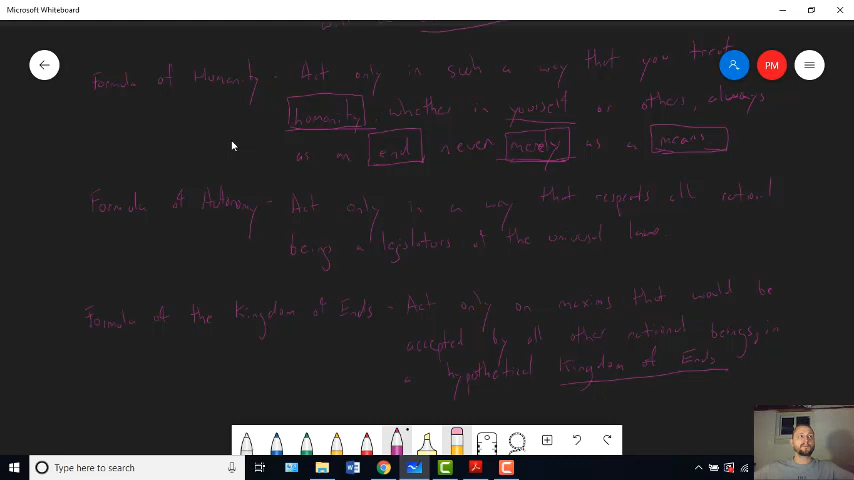 Microsoft Whiteboard
Formula of Humanity - Act only in such a way that you treat
humanity, whether in yourself or others, always
as an end never merely as a means
Formula of Autonomy - Act only in a way that respects all rational
beings a legislators of the unusual laws
Formula of the Kingdom of Ends - Act only on maxims that would be
accepted by all other rational beings, in
a hypothetical Kingdom of Ends
PM
Type here to search